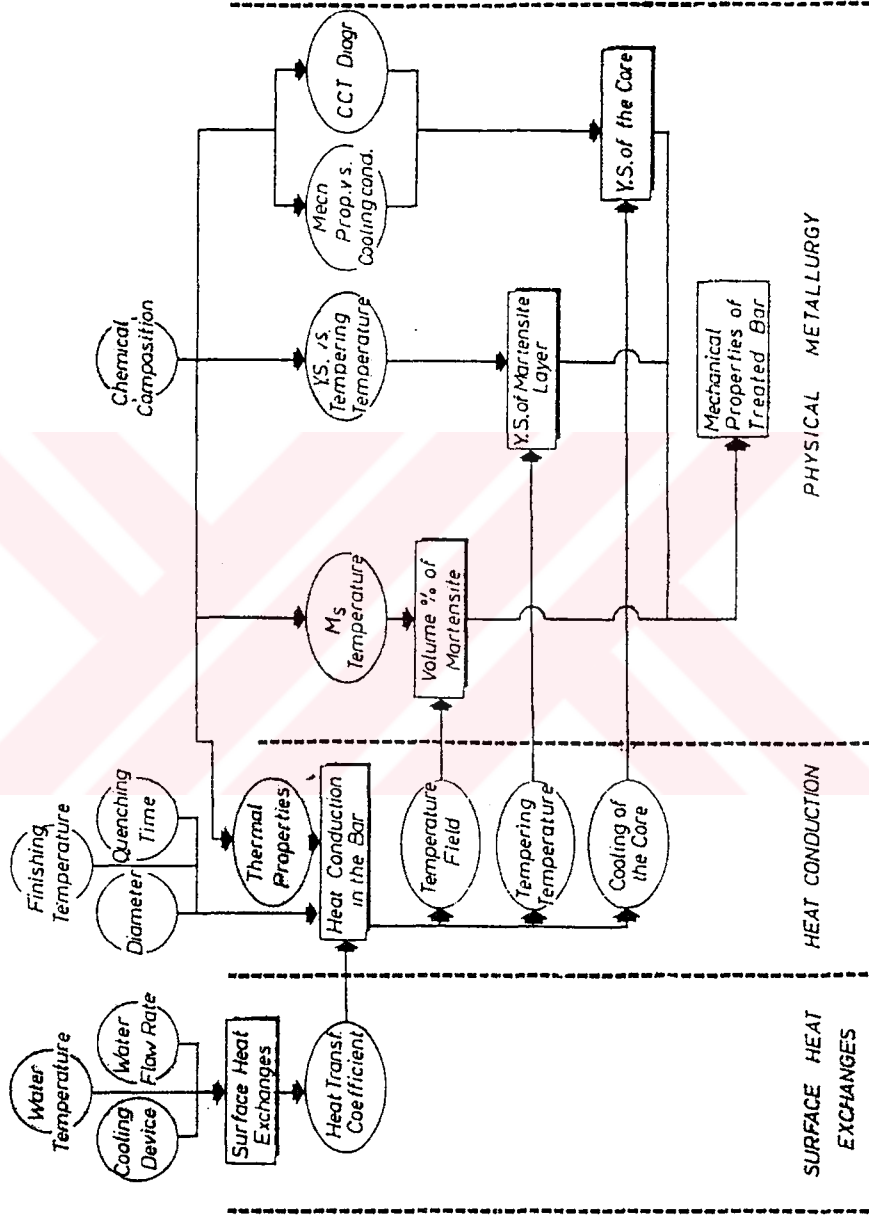 Water
Temperature
Cooling
Device
Water
Flow Rate
Surface Heat
Exchanges
Heat Transf.
Coefficient
SURFACE HEAT
EXCHANGES
Finishing
Temperature
Diameter
Quenching
Time
Thermal
Properties
Heat Conduction
in the Bar
Temperature
Field
Tempering
Temperature
Cooling of
the Core
HEAT CONDUCTION
Chemical
Composition
Ms
Temperature
Y.S. vs.
Tempering
Temperature
Mecn
Prop.vs.
Cooling cond.
CCT Diagr
Volume % of
Martensite
Y.S. of Martensite
Layer
Y.S. of the Core
Mechanical
Properties of
Treated Bar
PHYSICAL METALLURGY